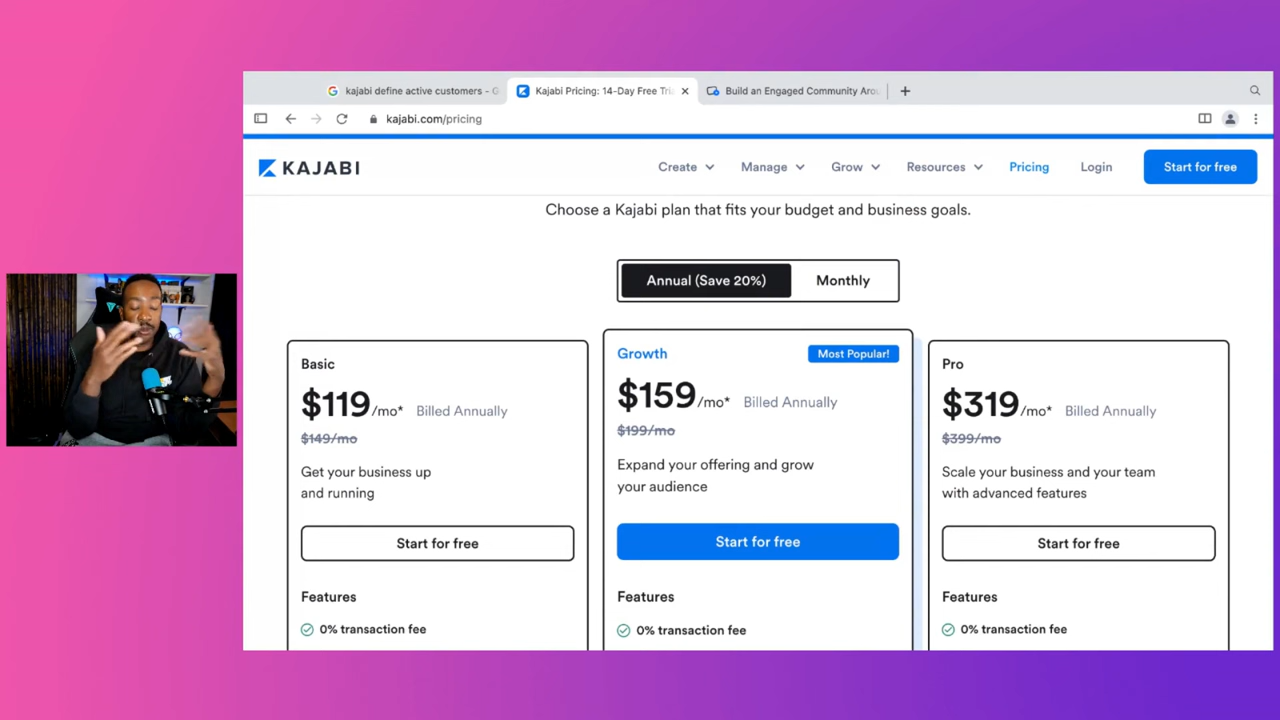 kajabi define active customers - G
Kajabi Pricing: 14-Day Free Tri
Build an Engaged Community Arou
kajabi.com/pricing
KAJABI
Create
Manage
Grow
Resources
Pricing
Login
Start for free
Choose a Kajabi plan that fits your budget and business goals.
Annual (Save 20%)
Monthly
Basic
$119/mo* Billed Annually
$149/mo
Get your business up
and running
Start for free
Features
0% transaction fee
Growth
Most Popular!
$159/mo* Billed Annually
$199/mo
Expand your offering and grow
your audience
Start for free
Features
0% transaction fee
Pro
$319/mo* Billed Annually
$399/mo
Scale your business and your team
with advanced features
Start for free
Features
0% transaction fee